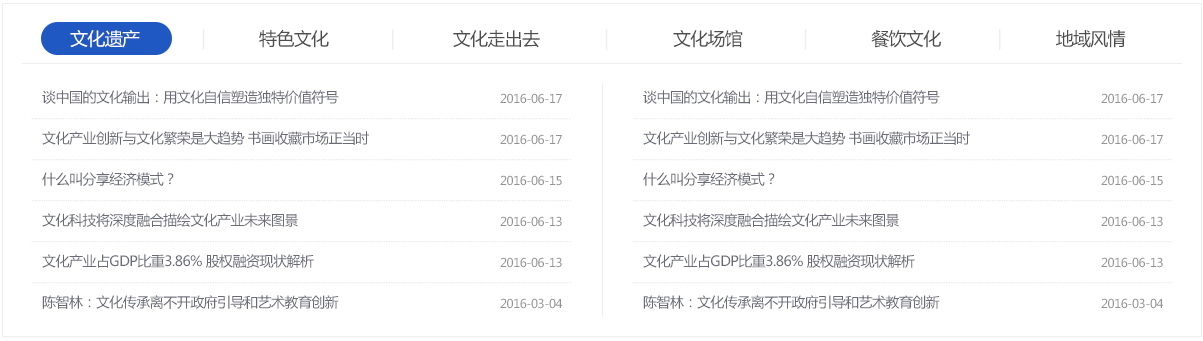 文化遗产 特色文化 文化走出去 文化场馆 餐饮文化 地域风情
谈中国的文化输出：用文化自信塑造独特价值符号 2016-06-17
文化产业创新与文化繁荣是大趋势 书画收藏市场正当时 2016-06-17
什么叫分享经济模式？ 2016-06-15
文化科技将深度融合描绘文化产业未来图景 2016-06-13
文化产业占GDP比重3.86% 股权融资现状解析 2016-06-13
陈智林：文化传承离不开政府引导和艺术教育创新 2016-03-04
谈中国的文化输出：用文化自信塑造独特价值符号 2016-06-17
文化产业创新与文化繁荣是大趋势 书画收藏市场正当时 2016-06-17
什么叫分享经济模式？ 2016-06-15
文化科技将深度融合描绘文化产业未来图景 2016-06-13
文化产业占GDP比重3.86% 股权融资现状解析 2016-06-13
陈智林：文化传承离不开政府引导和艺术教育创新 2016-03-04